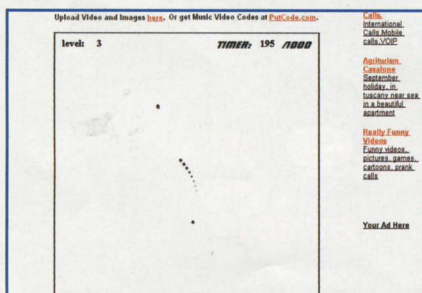 Upload Video and Images here. Or get Music Video Codes at PutCode.com.
level: 3
TIMER: 195 /1000
Calls,
International
Calls,Mobile
calls,VOIP
Agriturism
Casalone
September
holiday, in
tuscany near sea
in a beautiful
apartment
Really Funny
Videos
Funny videos,
pictures, games,
cartoons, prank
calls
Your Ad Here